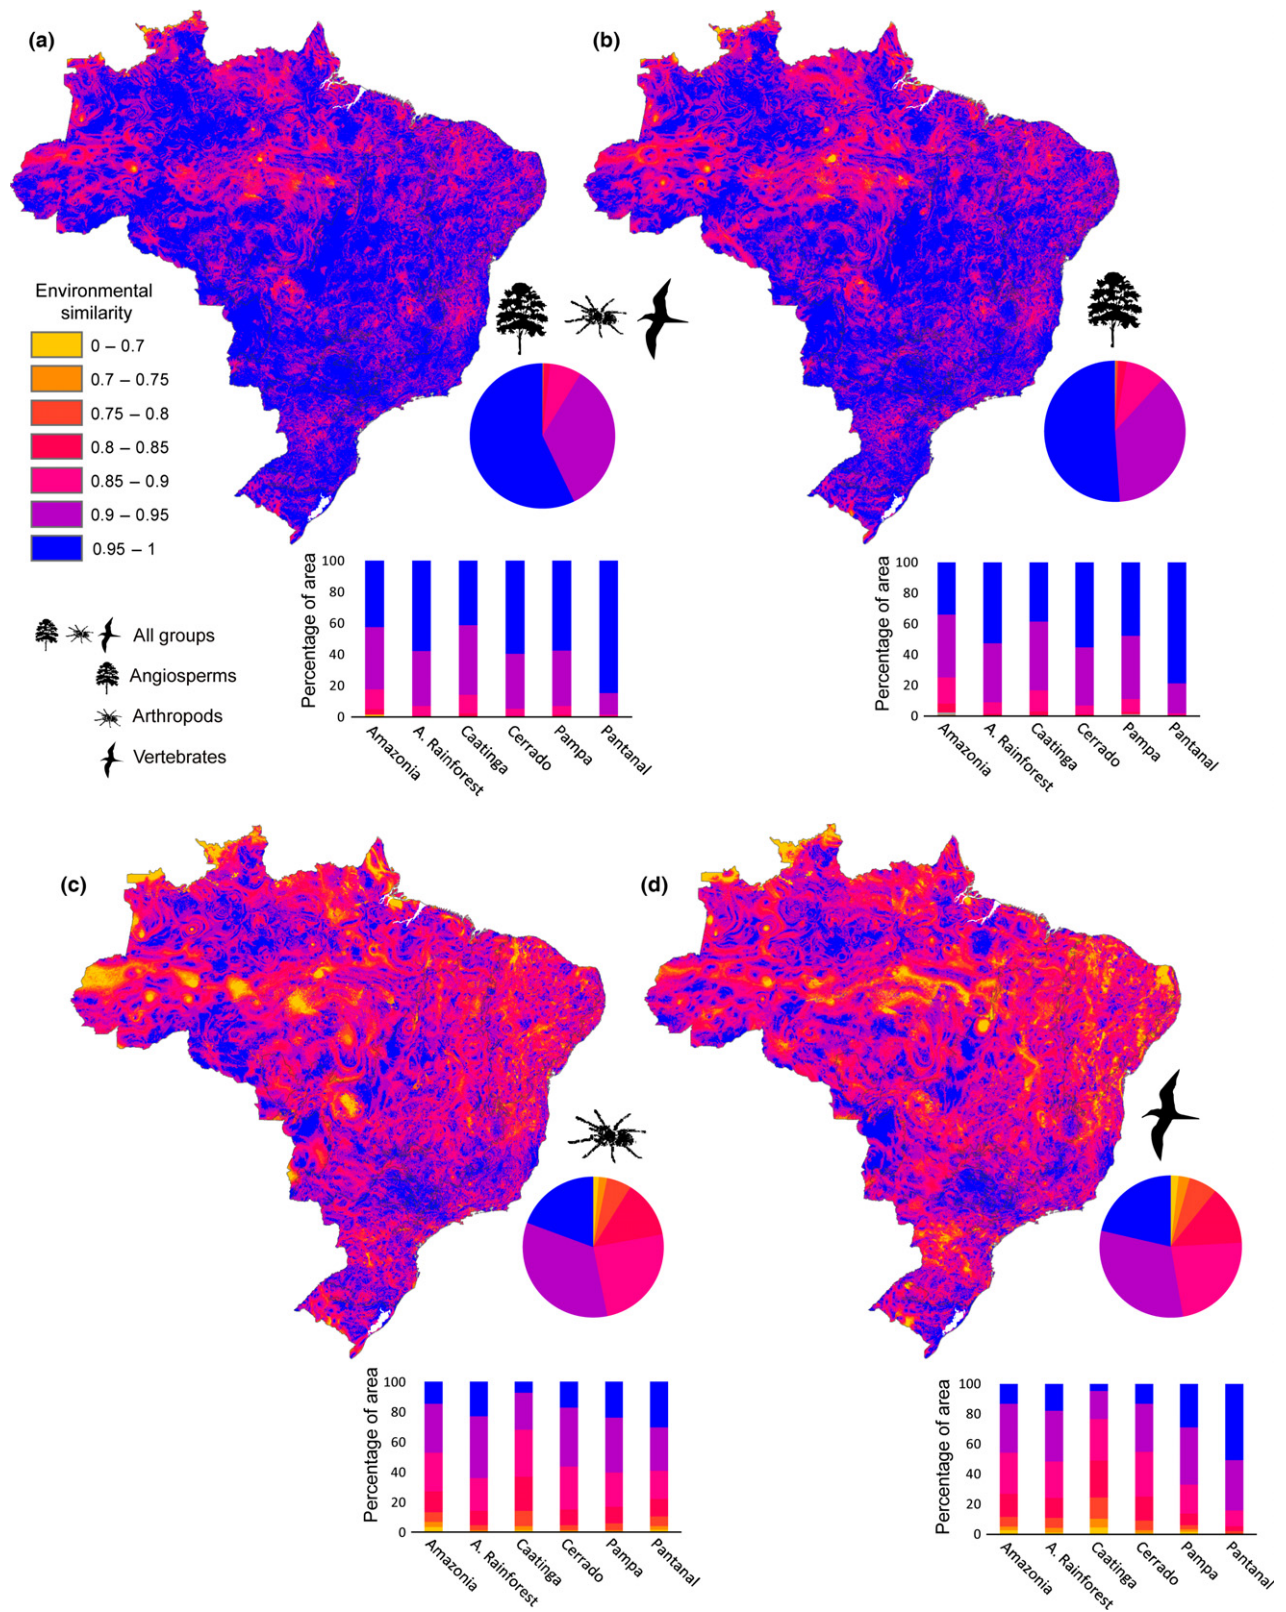 (a)
(b)
Environmental
similarity
0 – 0.7
0.7 – 0.75
0.75 – 0.8
0.8 – 0.85
0.85 – 0.9
0.9 – 0.95
0.95 – 1
All groups
Angiosperms
Arthropods
Vertebrates
Percentage of area
100
80
60
40
20
0
Amazonia
A. Rainforest
Caatinga
Cerrado
Pampa
Pantanal
Percentage of area
100
80
60
40
20
0
Amazonia
A. Rainforest
Caatinga
Cerrado
Pampa
Pantanal
(c)
(d)
Percentage of area
100
80
60
40
20
0
Amazonia
A. Rainforest
Caatinga
Cerrado
Pampa
Pantanal
Percentage of area
100
80
60
40
20
0
Amazonia
A. Rainforest
Caatinga
Cerrado
Pampa
Pantanal